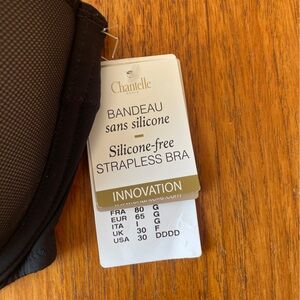 Chantelle
PARIS
BANDEAU
sans silicone
Silicone-free
STRAPLESS BRA
INNOVATION
FRA 80 G
EUR 65 G
ITA I G
UK 30 F
USA 30 DDDD